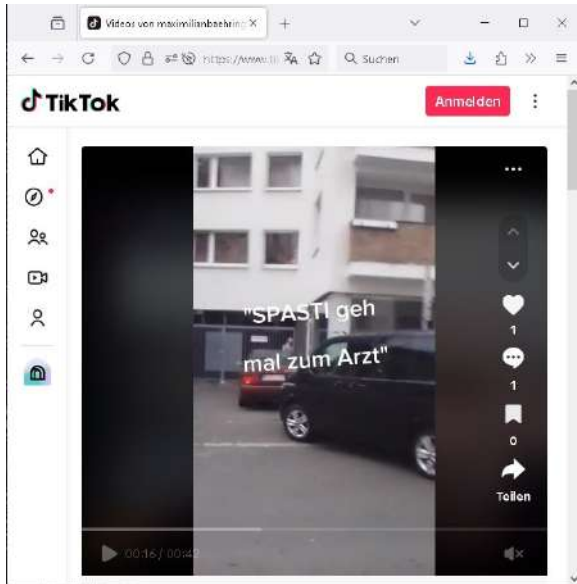 Videos von maximilianbaehring
Suchen
TikTok
Anmelden
"SPASTI geh
mal zum Arzt"
1
1
0
Teilen
00:16 / 00:42